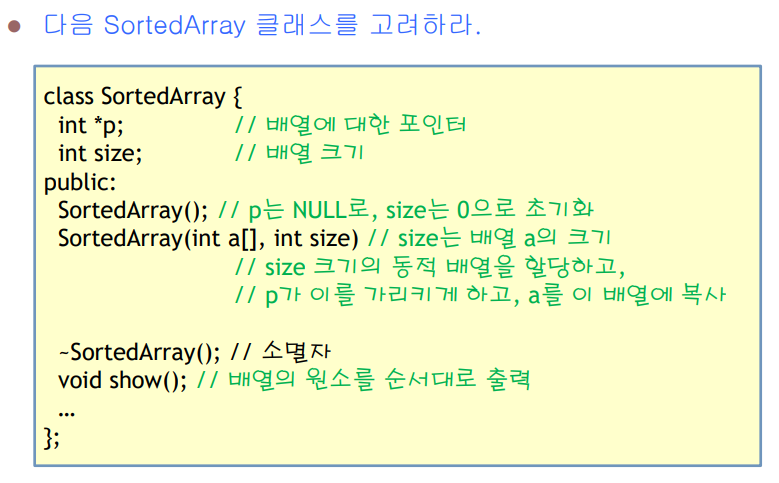 ● 다음 SortedArray 클래스를 고려하라.
class SortedArray {
int *p; // 배열에 대한 포인터
int size; // 배열 크기
public:
SortedArray(); // p는 NULL로, size는 0으로 초기화
SortedArray(int a[], int size) // size는 배열 a의 크기
// size 크기의 동적 배열을 할당하고,
// p가 이를 가리키게 하고, a를 이 배열에 복사
~SortedArray(); // 소멸자
void show(); // 배열의 원소를 순서대로 출력
…
};